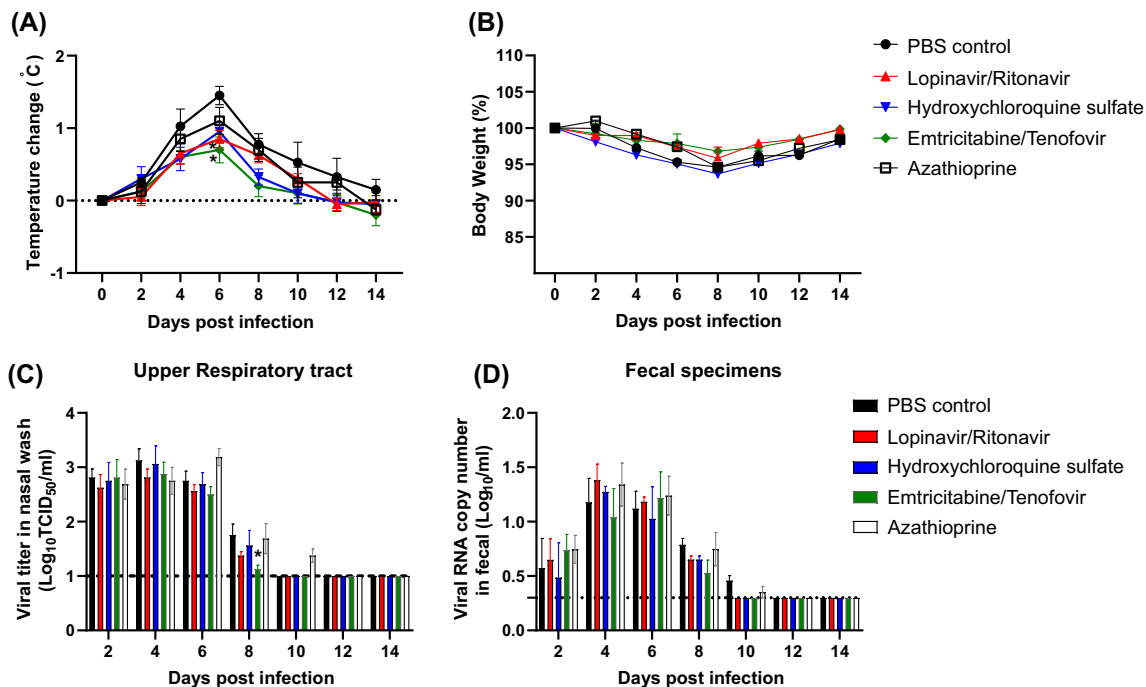 (A)
Temperature change (°C)
2
1
0
-1
0 2 4 6 8 10 12 14
Days post infection
*
*
(B)
Body Weight (%)
110
105
100
95
90
85
0 2 4 6 8 10 12 14
Days post infection
PBS control
Lopinavir/Ritonavir
Hydroxychloroquine sulfate
Emtricitabine/Tenofovir
Azathioprine
(C)
Upper Respiratory tract
Viral titer in nasal wash
(Log10TCID50/ml)
4
3
2
1
0
*
2 4 6 8 10 12 14
Days post infection
(D)
Fecal specimens
Viral RNA copy number
in fecal (Log10/ml)
2.0
1.5
1.0
0.5
0.0
2 4 6 8 10 12 14
Days post infection
PBS control
Lopinavir/Ritonavir
Hydroxychloroquine sulfate
Emtricitabine/Tenofovir
Azathioprine